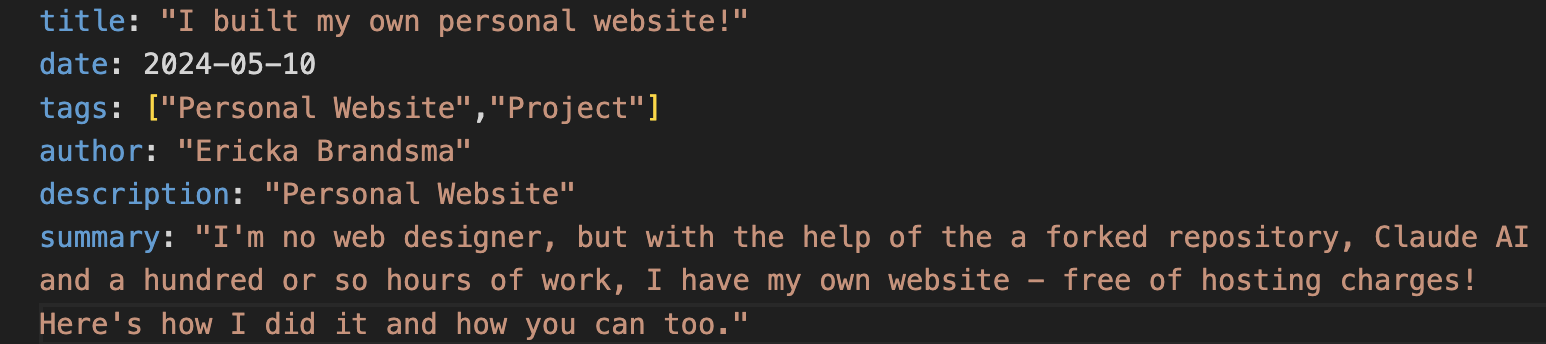 title: "I built my own personal website!"
date: 2024-05-10
tags: ["Personal Website","Project"]
author: "Ericka Brandsma"
description: "Personal Website"
summary: "I'm no web designer, but with the help of the a forked repository, Claude AI
and a hundred or so hours of work, I have my own website – free of hosting charges!
Here's how I did it and how you can too."